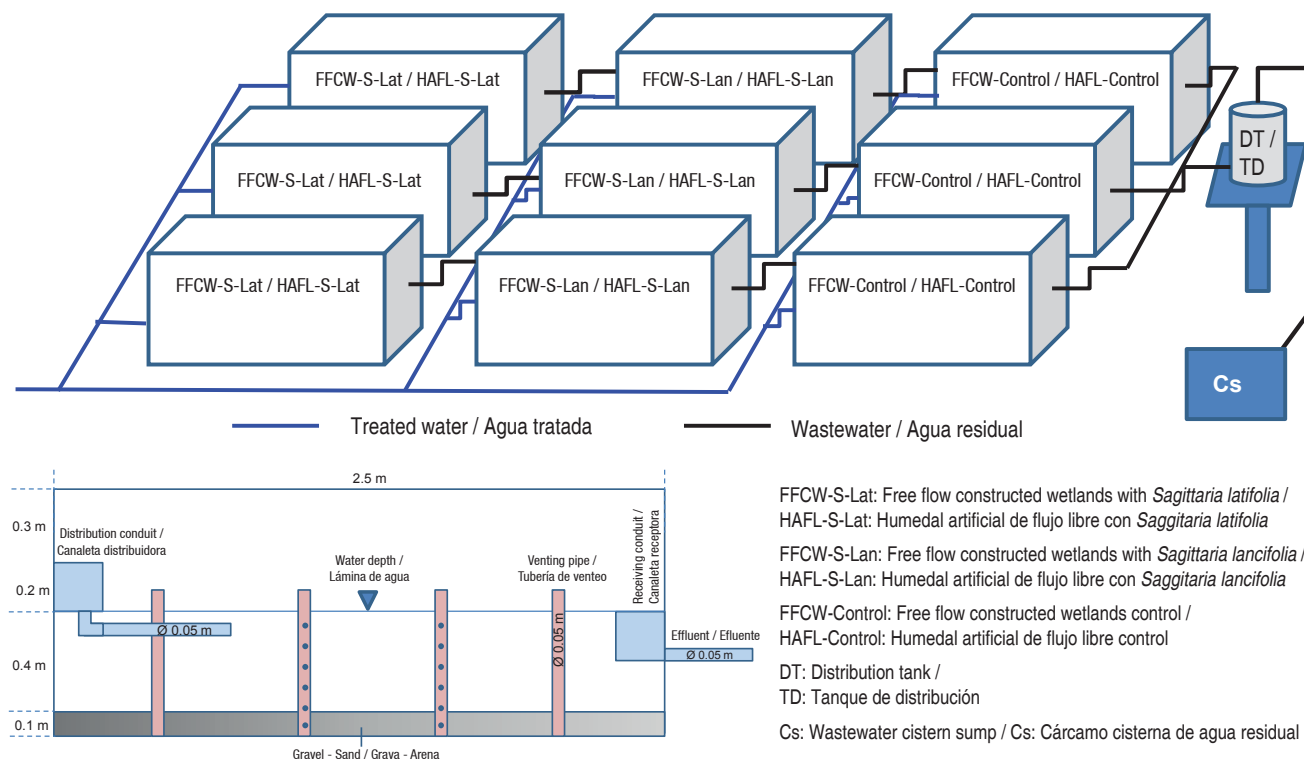 FFCW-S-Lat / HAFL-S-Lat
FFCW-S-Lan / HAFL-S-Lan
FFCW-Control / HAFL-Control
FFCW-S-Lat / HAFL-S-Lat
FFCW-S-Lan / HAFL-S-Lan
FFCW-Control / HAFL-Control
FFCW-S-Lat / HAFL-S-Lat
FFCW-S-Lan / HAFL-S-Lan
FFCW-Control / HAFL-Control
DT /
TD
Cs
Treated water / Agua tratada
Wastewater / Agua residual
2.5 m
0.3 m
0.2 m
0.4 m
0.1 m
Distribution conduit /
Canaleta distribuidora
Water depth /
Lámina de agua
Venting pipe /
Tubería de venteo
Receiving conduit /
Canaleta receptora
Ø 0.05 m
Ø 0.05 m
Effluent / Efluente
Ø 0.05 m
Gravel - Sand / Grava - Arena
FFCW-S-Lat: Free flow constructed wetlands with Sagittaria latifolia /
HAFL-S-Lat: Humedal artificial de flujo libre con Saggitaria latifolia
FFCW-S-Lan: Free flow constructed wetlands with Sagittaria lancifolia /
HAFL-S-Lan: Humedal artificial de flujo libre con Saggitaria lancifolia
FFCW-Control: Free flow constructed wetlands control /
HAFL-Control: Humedal artificial de flujo libre control
DT: Distribution tank /
TD: Tanque de distribución
Cs: Wastewater cistern sump / Cs: Cárcamo cisterna de agua residual